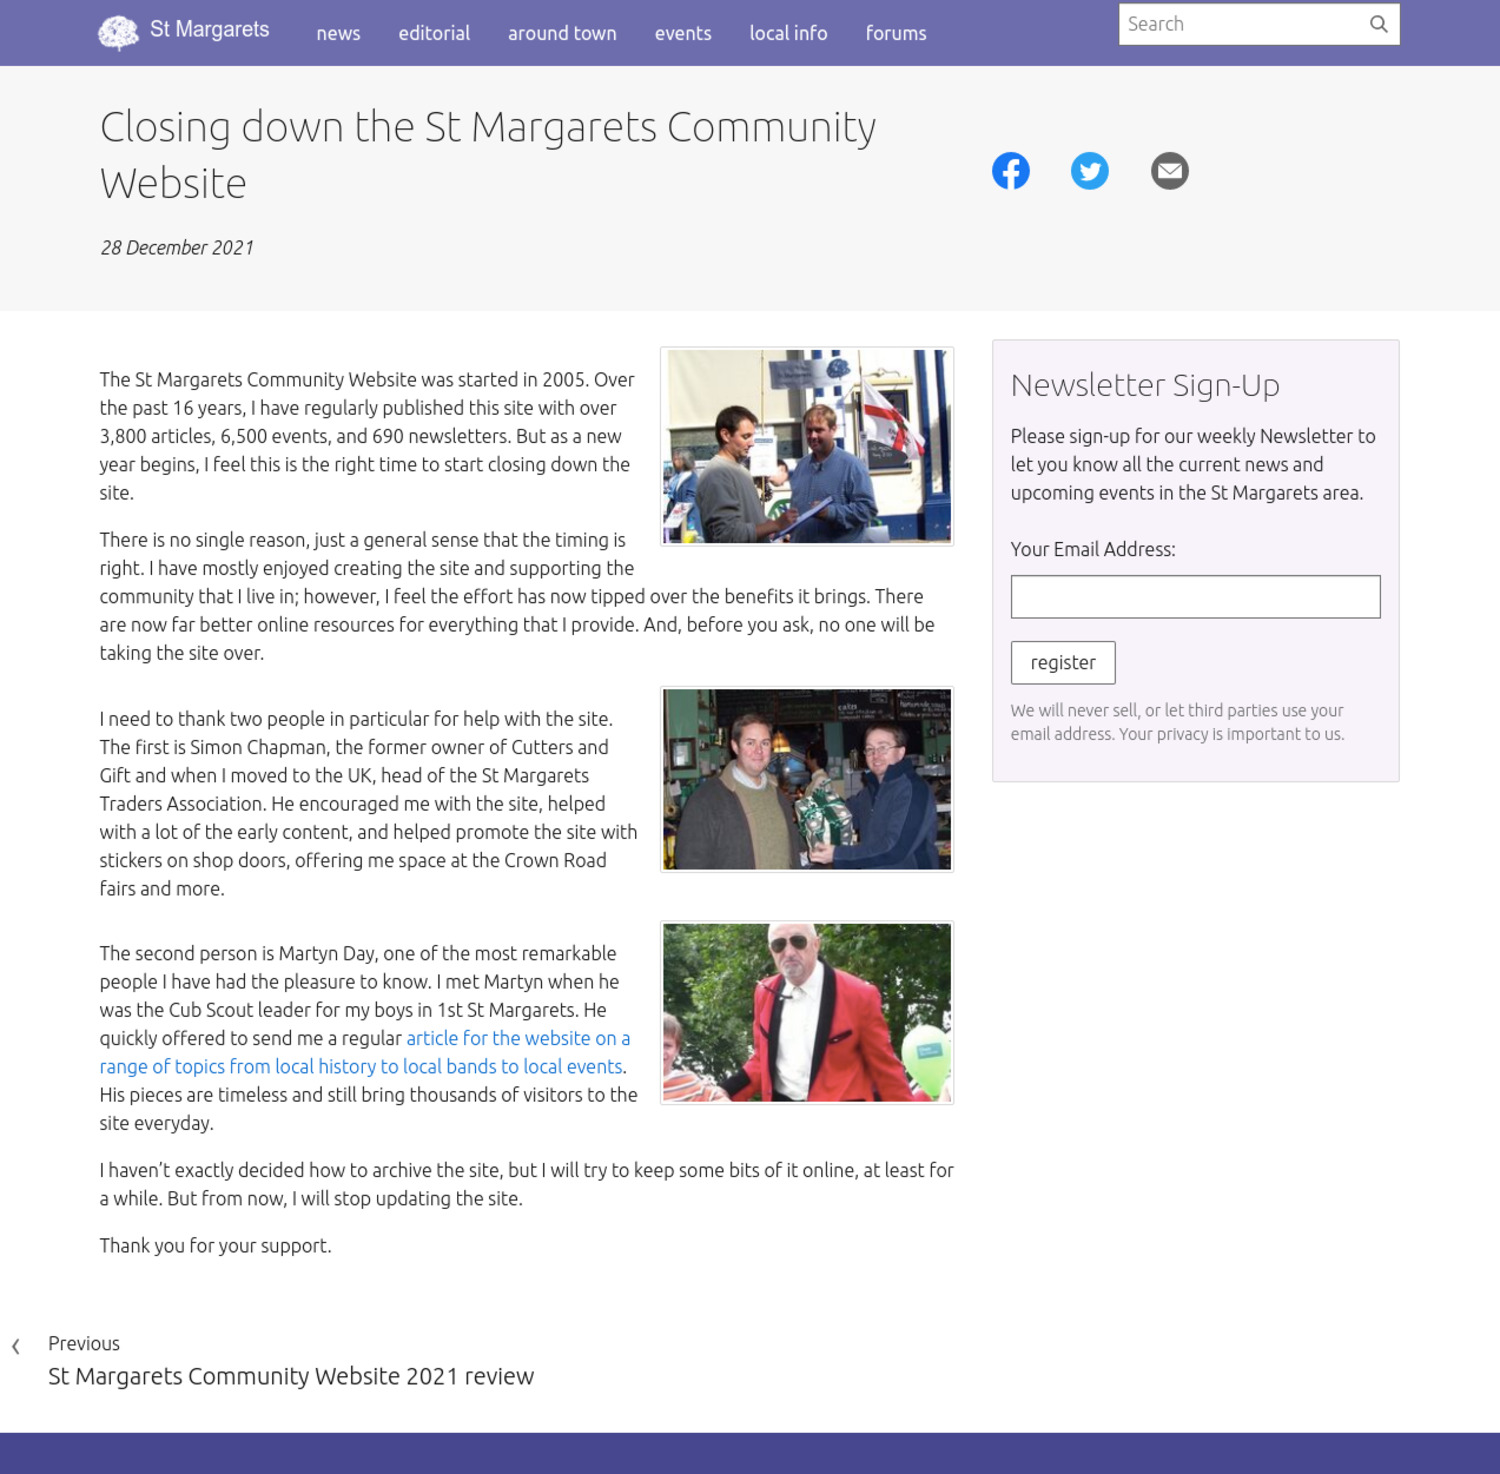 St Margarets
news
editorial
around town
events
local info
forums
Search
Closing down the St Margarets Community
Website
28 December 2021
The St Margarets Community Website was started in 2005. Over
the past 16 years, I have regularly published this site with over
3,800 articles, 6,500 events, and 690 newsletters. But as a new
year begins, I feel this is the right time to start closing down the
site.
There is no single reason, just a general sense that the timing is
right. I have mostly enjoyed creating the site and supporting the
community that I live in; however, I feel the effort has now tipped over the benefits it brings. There
are now far better online resources for everything that I provide. And, before you ask, no one will be
taking the site over.
I need to thank two people in particular for help with the site.
The first is Simon Chapman, the former owner of Cutters and
Gift and when I moved to the UK, head of the St Margarets
Traders Association. He encouraged me with the site, helped
with a lot of the early content, and helped promote the site with
stickers on shop doors, offering me space at the Crown Road
fairs and more.
The second person is Martyn Day, one of the most remarkable
people I have had the pleasure to know. I met Martyn when he
was the Cub Scout leader for my boys in 1st St Margarets. He
quickly offered to send me a regular article for the website on a
range of topics from local history to local bands to local events.
His pieces are timeless and still bring thousands of visitors to the
site everyday.
I haven’t exactly decided how to archive the site, but I will try to keep some bits of it online, at least for
a while. But from now, I will stop updating the site.
Thank you for your support.
Newsletter Sign-Up
Please sign-up for our weekly Newsletter to
let you know all the current news and
upcoming events in the St Margarets area.
Your Email Address:
register
We will never sell, or let third parties use your
email address. Your privacy is important to us.
Previous
St Margarets Community Website 2021 review